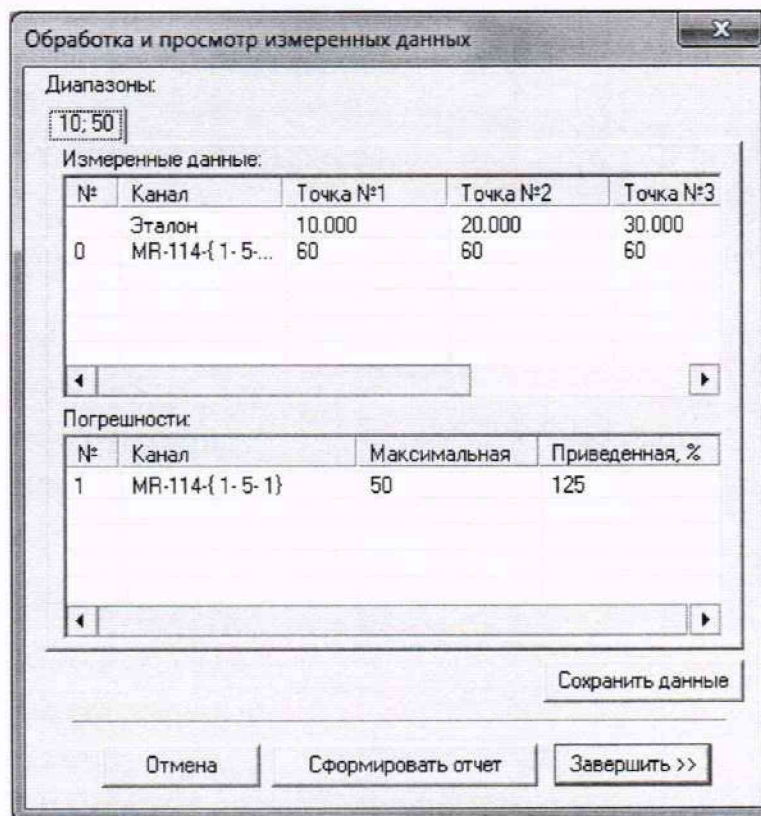 Обработка и просмотр измеренных данных
Диапазоны:
10; 50
Измеренные данные:
№ Канал Точка №1 Точка №2 Точка №3
Эталон 10.000 20.000 30.000
0 MR-114-{ 1- 5-... 60 60 60
Погрешности:
№ Канал Максимальная Приведенная, %
1 MR-114-{ 1- 5- 1} 50 125
Сохранить данные
Отмена Сформировать отчет Завершить >>